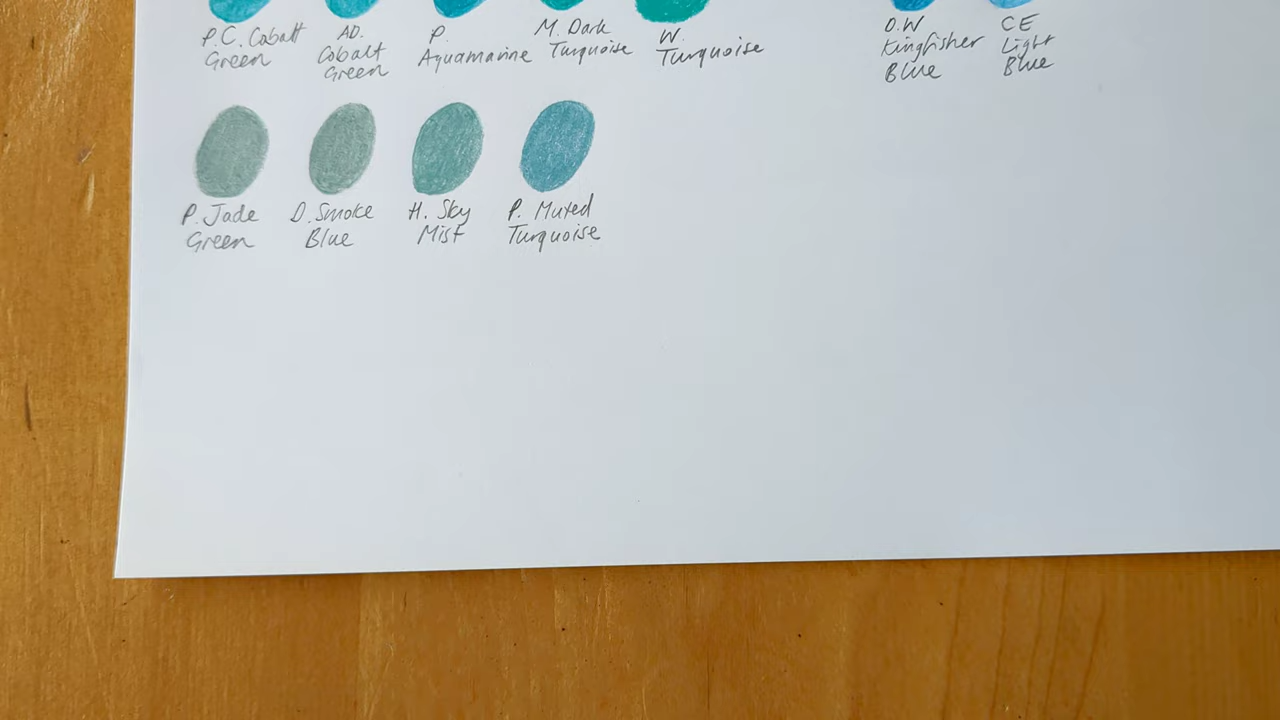 P.C. Cobalt
Green
AD.
Cobalt
Green
P.
Aquamarine
M. Dark
Turquoise
W.
Turquoise
D.W
Kingfisher
Blue
CE
Light
Blue
P. Jade
Green
D. Smoke
Blue
H. Sky
Mist
P. Muted
Turquoise